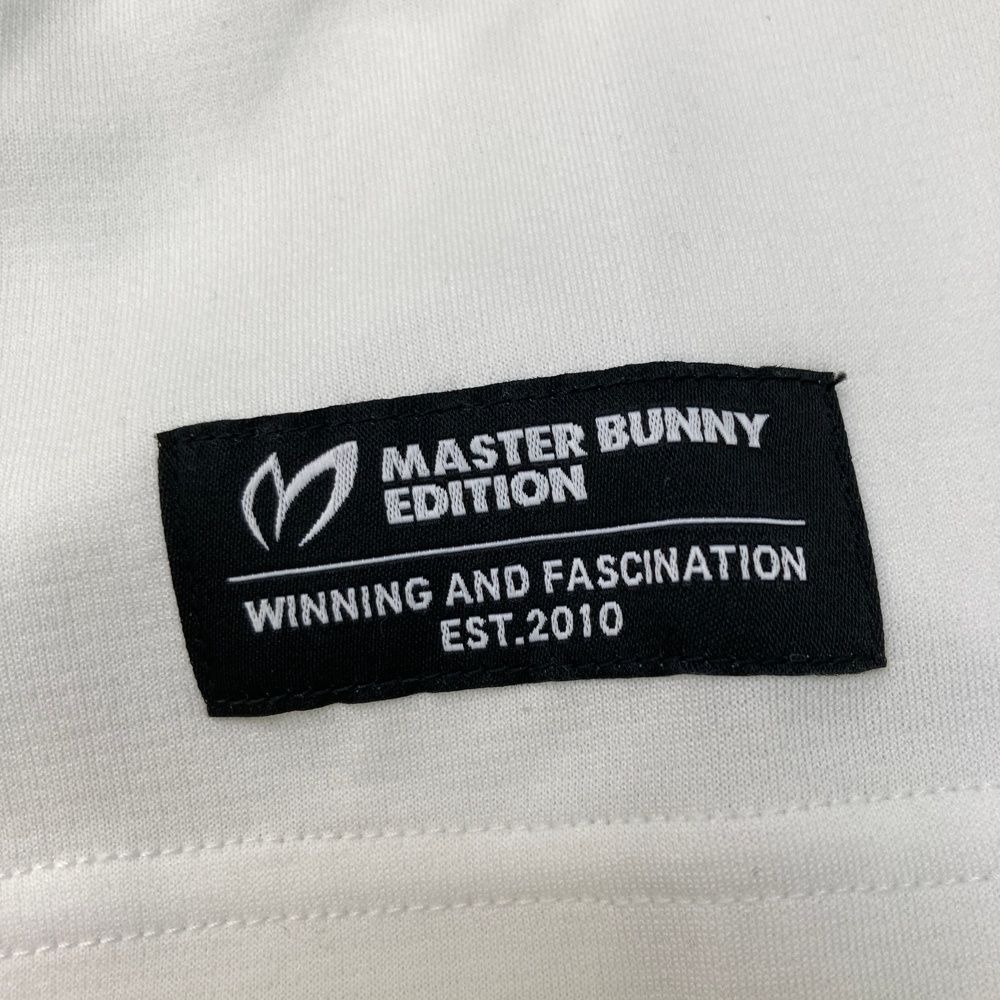 MASTER BUNNY
EDITION
WINNING AND FASCINATION
EST.2010